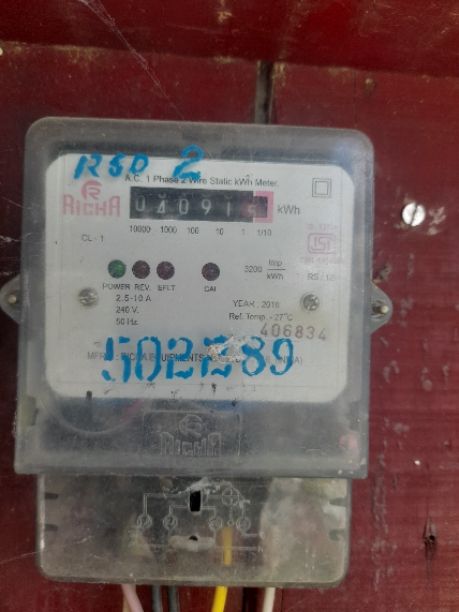 RSD 2
A.C. 1 Phase 2 Wire Static kWh Meter.
RICHA
04091
kWh
10000 1000 100 10 1 1/10
CL : 1
3200 Imp/kWh
POWER REV. E/LT CAL
2.5-10 A
240 V.
50 Hz
YEAR : 2016
Ref. Temp. -27°C
406834
502289
RICHA